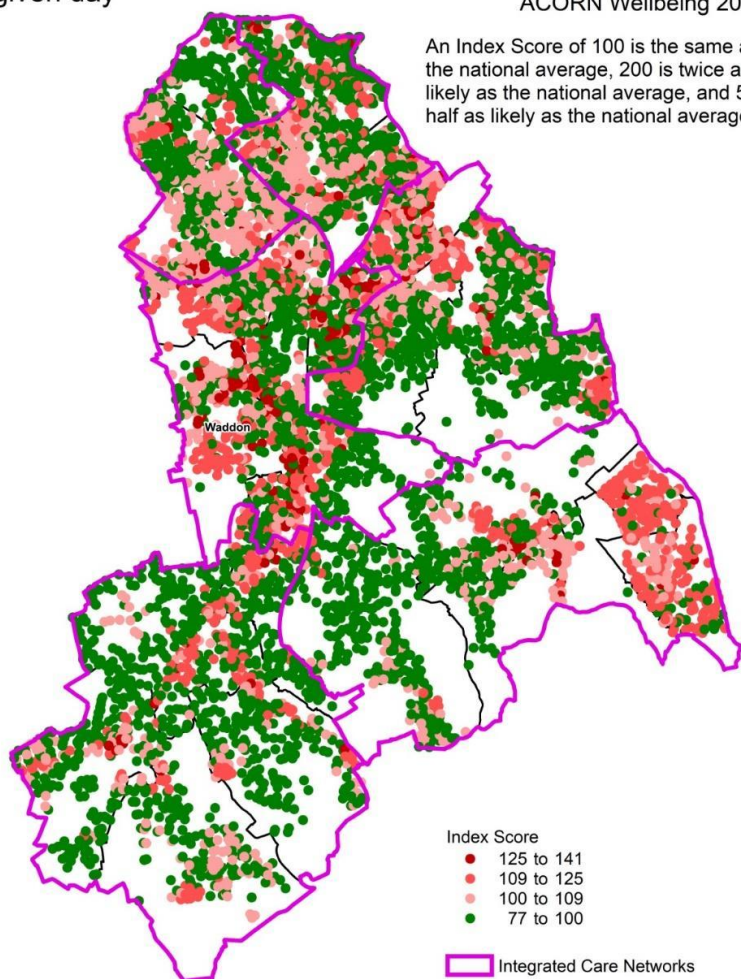 given day
ACORN Wellbeing 20
An Index Score of 100 is the same a
the national average, 200 is twice a
likely as the national average, and 5
half as likely as the national average
Waddon
Index Score
125 to 141
109 to 125
100 to 109
77 to 100
Integrated Care Networks